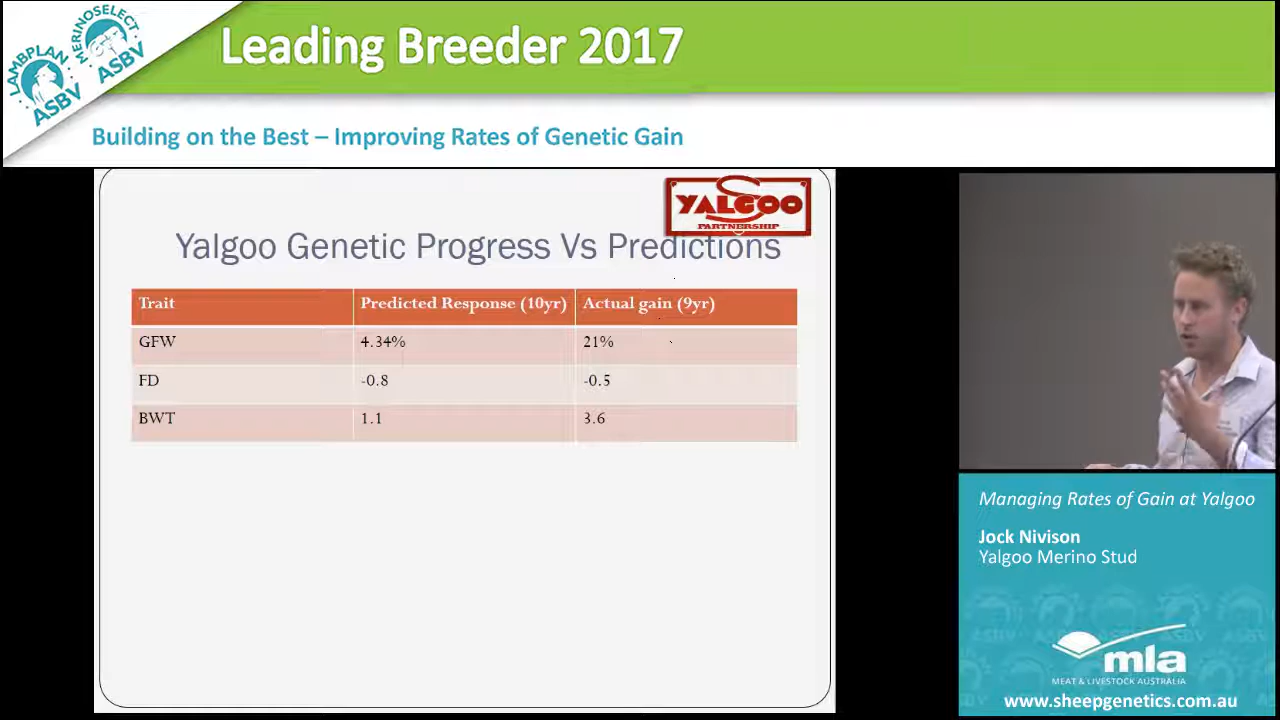 LAMBPLAN
ASBV
MERINOSELECT
ASBV
Leading Breeder 2017
Building on the Best – Improving Rates of Genetic Gain
YALGOO
PARTNERSHIP
Yalgoo Genetic Progress Vs Predictions
Trait Predicted Response (10yr) Actual gain (9yr)
GFW 4.34% 21%
FD -0.8 -0.5
BWT 1.1 3.6
Managing Rates of Gain at Yalgoo
Jock Nivison
Yalgoo Merino Stud
mla
MEAT & LIVESTOCK AUSTRALIA
www.sheepgenetics.com.au